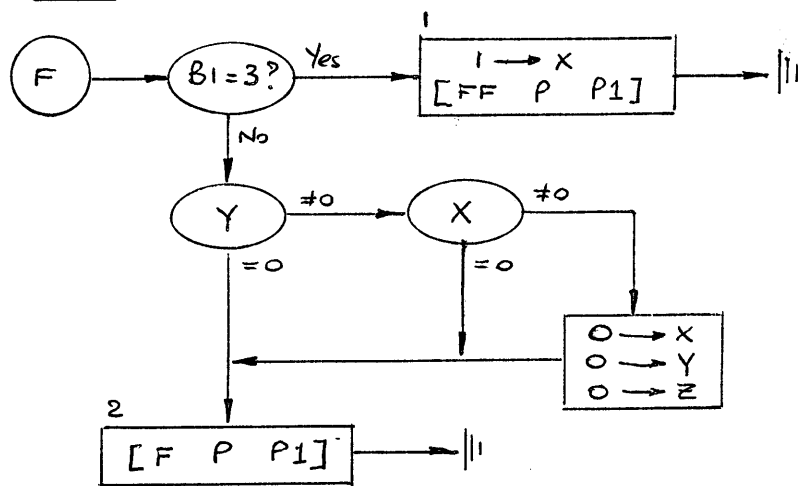 1
F
B1=3?
Yes
1 → X
[FF P P1]
No
Y
≠0
X
≠0
=0
=0
0 → X
0 → Y
0 → Z
2
[F P P1]